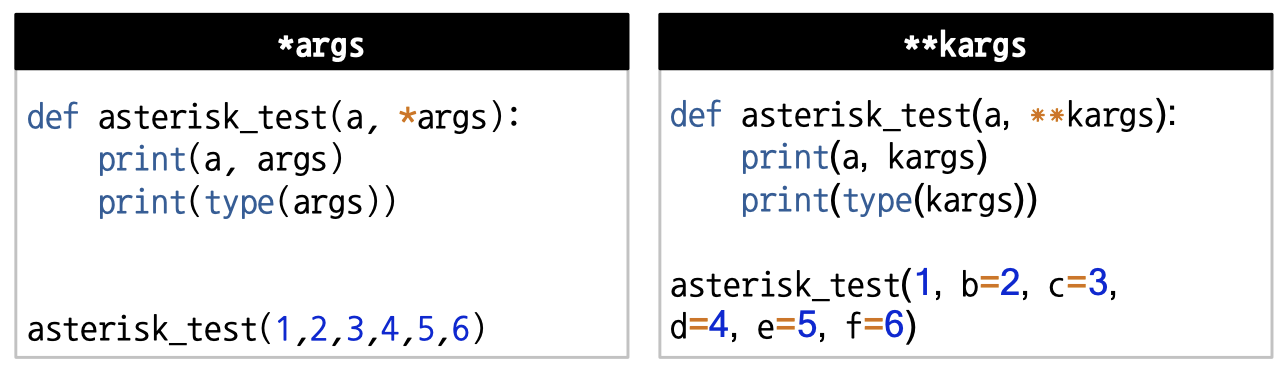 *args
def asterisk_test(a, *args):
    print(a, args)
    print(type(args))
asterisk_test(1,2,3,4,5,6)
**kargs
def asterisk_test(a, **kargs):
    print(a, kargs)
    print(type(kargs))
asterisk_test(1, b=2, c=3,
d=4, e=5, f=6)